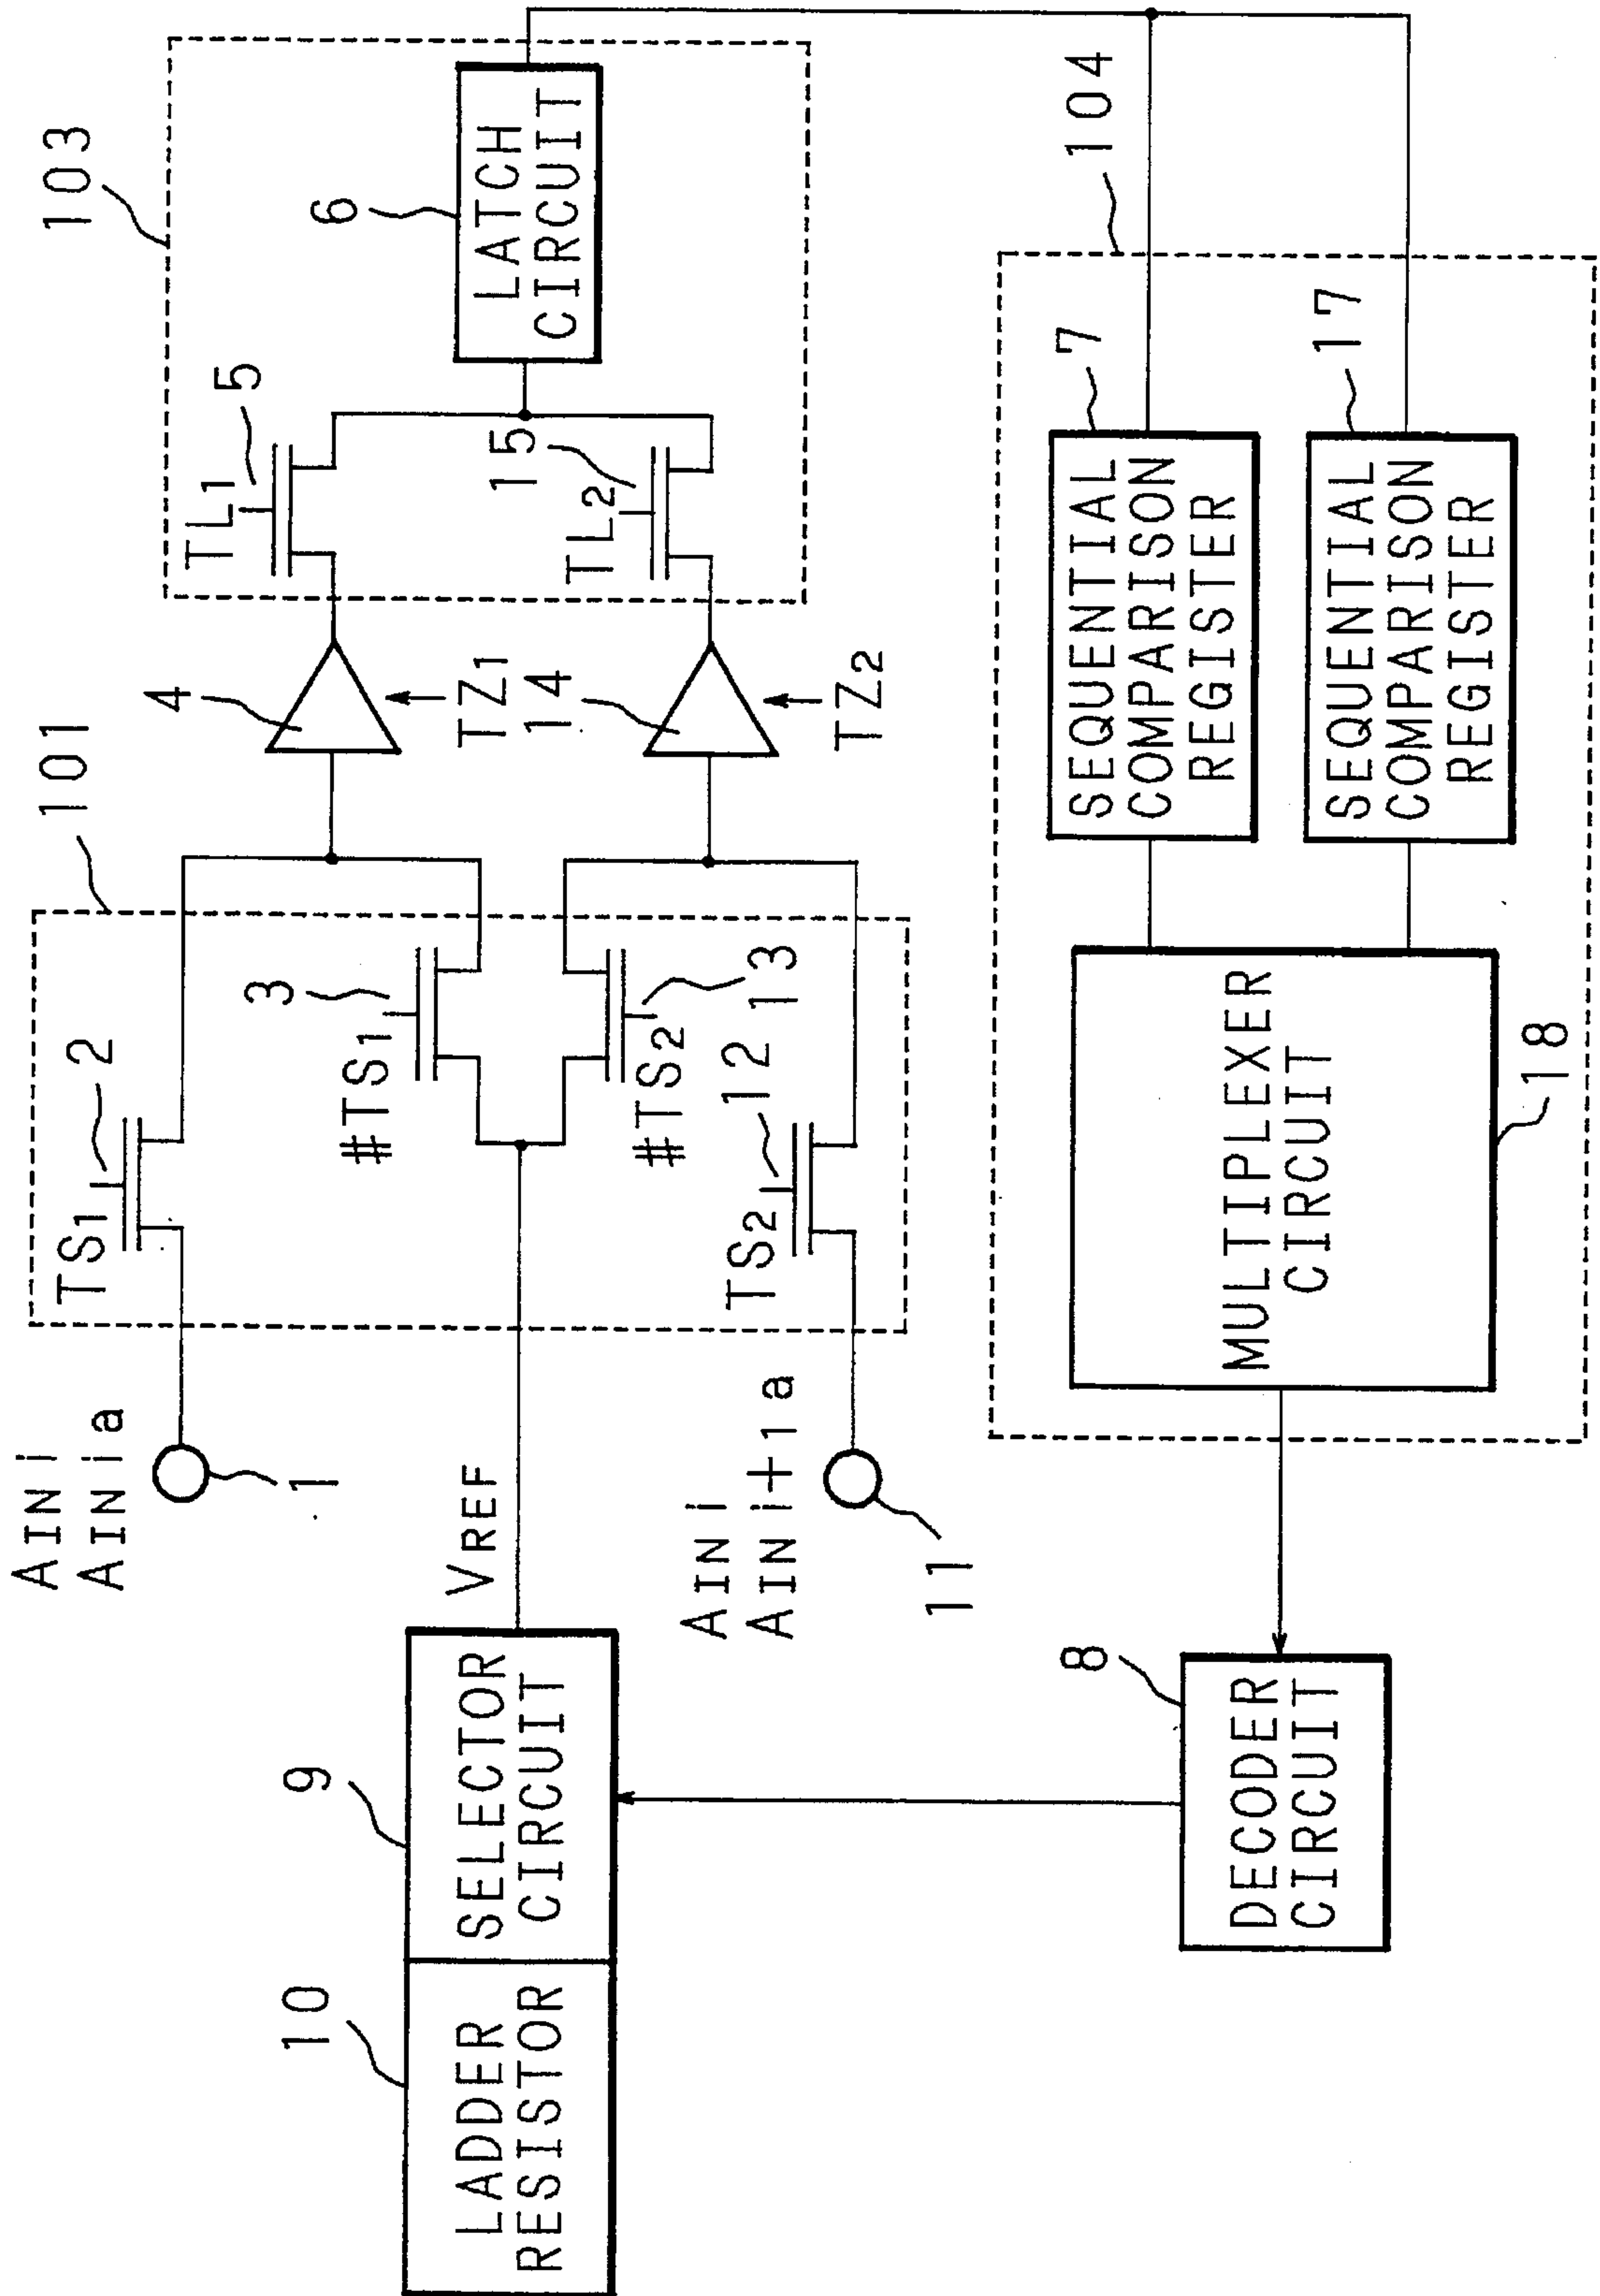 AINi
AINia
1
TS1
2
101
4
TZ1
TL1
5
103
6
LATCH
CIRCUIT
10
LADDER
RESISTOR
9
SELECTOR
CIRCUIT
VREF
#TS1
3
#TS2
13
14
TZ2
TL2
15
AINi
AINi+1a
11
TS2
12
104
8
DECODER
CIRCUIT
MULTIPLEXER
CIRCUIT
18
SEQUENTIAL
COMPARISON
REGISTER
7
SEQUENTIAL
COMPARISON
REGISTER
17